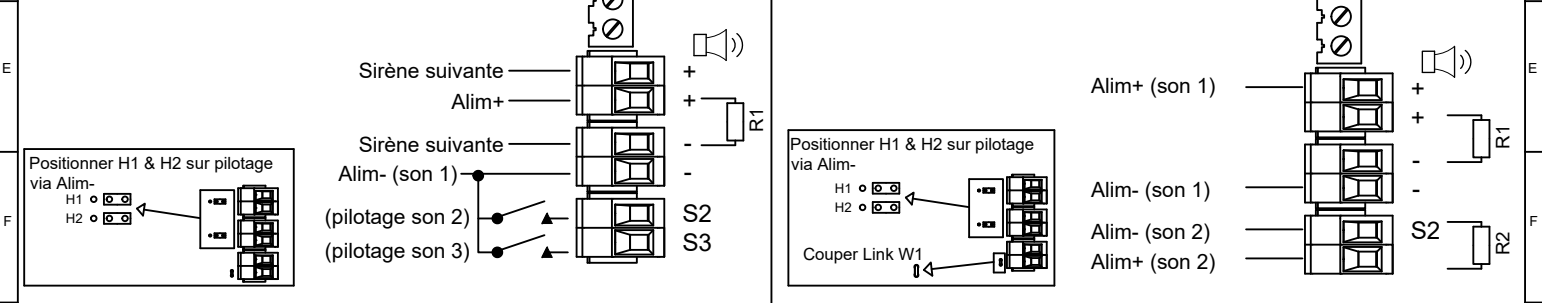 E
F
Positionner H1 & H2 sur pilotage
via Alim-
H1
H2
Sirène suivante
+
Alim+
+
R1
Sirène suivante
-
Alim- (son 1)
-
(pilotage son 2)
S2
(pilotage son 3)
S3
Positionner H1 & H2 sur pilotage
via Alim-
H1
H2
Couper Link W1
Alim+ (son 1)
+
+
R1
-
Alim- (son 1)
-
Alim- (son 2)
S2
R2
Alim+ (son 2)
E
F